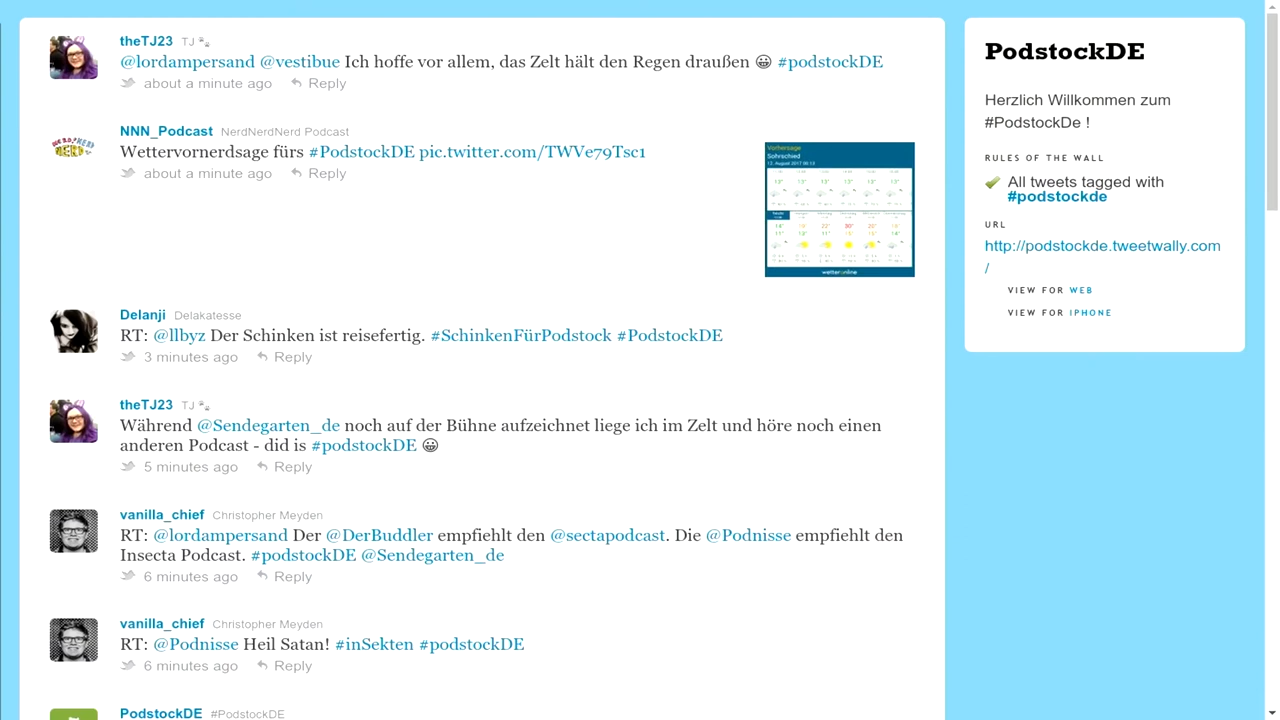 theTJ23 TJ
@lordampersand @vestibue Ich hoffe vor allem, das Zelt hält den Regen draußen 😀 #podstockDE
about a minute ago Reply
NNN_Podcast NerdNerdNerd Podcast
Wettervornerdsage fürs #PodstockDE pic.twitter.com/TWVe79Tsc1
about a minute ago Reply
Vorhersage
Sohrschied
wetteronline
Delanji Delakatesse
RT: @llbyz Der Schinken ist reisefertig. #SchinkenFürPodstock #PodstockDE
3 minutes ago Reply
theTJ23 TJ
Während @Sendegarten_de noch auf der Bühne aufzeichnet liege ich im Zelt und höre noch einen
anderen Podcast - did is #podstockDE 😀
5 minutes ago Reply
vanilla_chief Christopher Meyden
RT: @lordampersand Der @DerBuddler empfiehlt den @sectapodcast. Die @Podnisse empfiehlt den
Insecta Podcast. #podstockDE @Sendegarten_de
6 minutes ago Reply
vanilla_chief Christopher Meyden
RT: @Podnisse Heil Satan! #inSekten #podstockDE
6 minutes ago Reply
PodstockDE #PodstockDE
PodstockDE
Herzlich Willkommen zum
#PodstockDe !
RULES OF THE WALL
All tweets tagged with
#podstockde
URL
http://podstockde.tweetwally.com
/
VIEW FOR WEB
VIEW FOR IPHONE